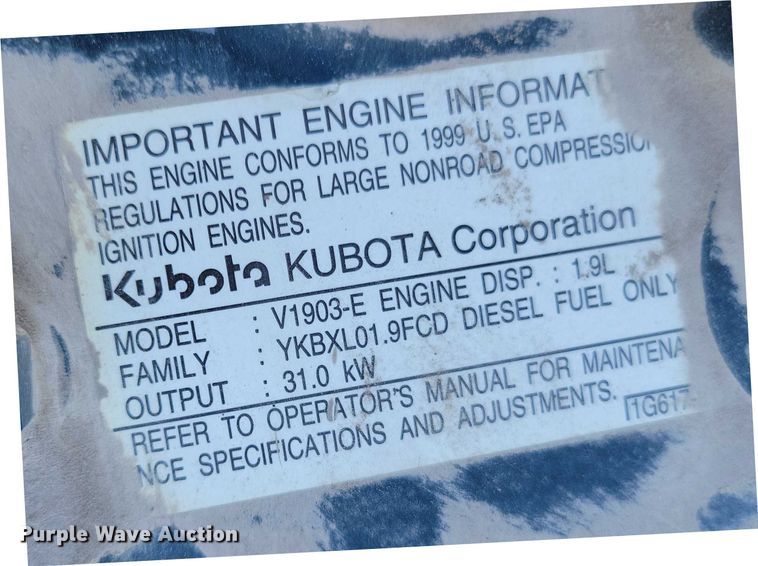 IMPORTANT ENGINE INFORMAT
THIS ENGINE CONFORMS TO 1999 U.S. EPA
REGULATIONS FOR LARGE NONROAD COMPRESSION
IGNITION ENGINES.
Kubota KUBOTA Corporation
MODEL : V1903-E ENGINE DISP. : 1.9L
FAMILY : YKBXL01.9FCD DIESEL FUEL ONLY
OUTPUT : 31.0 kW
REFER TO OPERATOR'S MANUAL FOR MAINTENA
NCE SPECIFICATIONS AND ADJUSTMENTS. 1G617
Purple Wave Auction